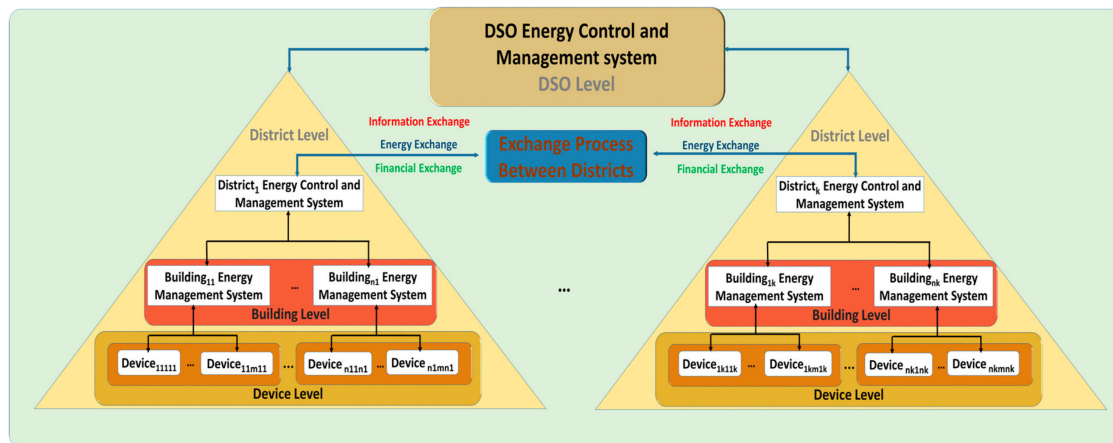 DSO Energy Control and
Management system
DSO Level
District Level
Information Exchange
Energy Exchange
Financial Exchange
Exchange Process
Between Districts
Information Exchange
Energy Exchange
Financial Exchange
District Level
District1 Energy Control and
Management System
Districtk Energy Control and
Management System
Building11 Energy
Management System
...
Buildingn1 Energy
Management System
Building Level
...
Building1k Energy
Management System
...
Buildingnk Energy
Management System
Building Level
Device11111 ... Device11m11 ... Devicen11n1 ... Device n1mn1
Device Level
Device1k11k ... Device1km1k ... Devicenk1nk ... Devicenkmnk
Device Level